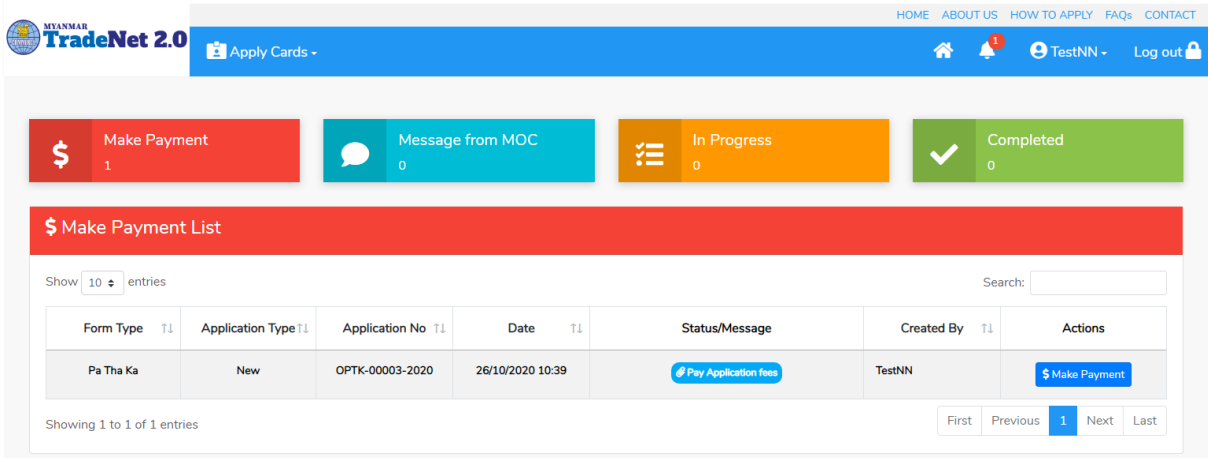 HOME ABOUT US HOW TO APPLY FAQs CONTACT
MYANMAR
TradeNet 2.0
Apply Cards
1
TestNN
Log out
Make Payment
1
Message from MOC
0
In Progress
0
Completed
0
$ Make Payment List
Show 10 entries
Search:
Form Type Application Type Application No Date Status/Message Created By Actions
Pa Tha Ka New OPTK-00003-2020 26/10/2020 10:39 Pay Application fees TestNN $ Make Payment
Showing 1 to 1 of 1 entries
First Previous 1 Next Last